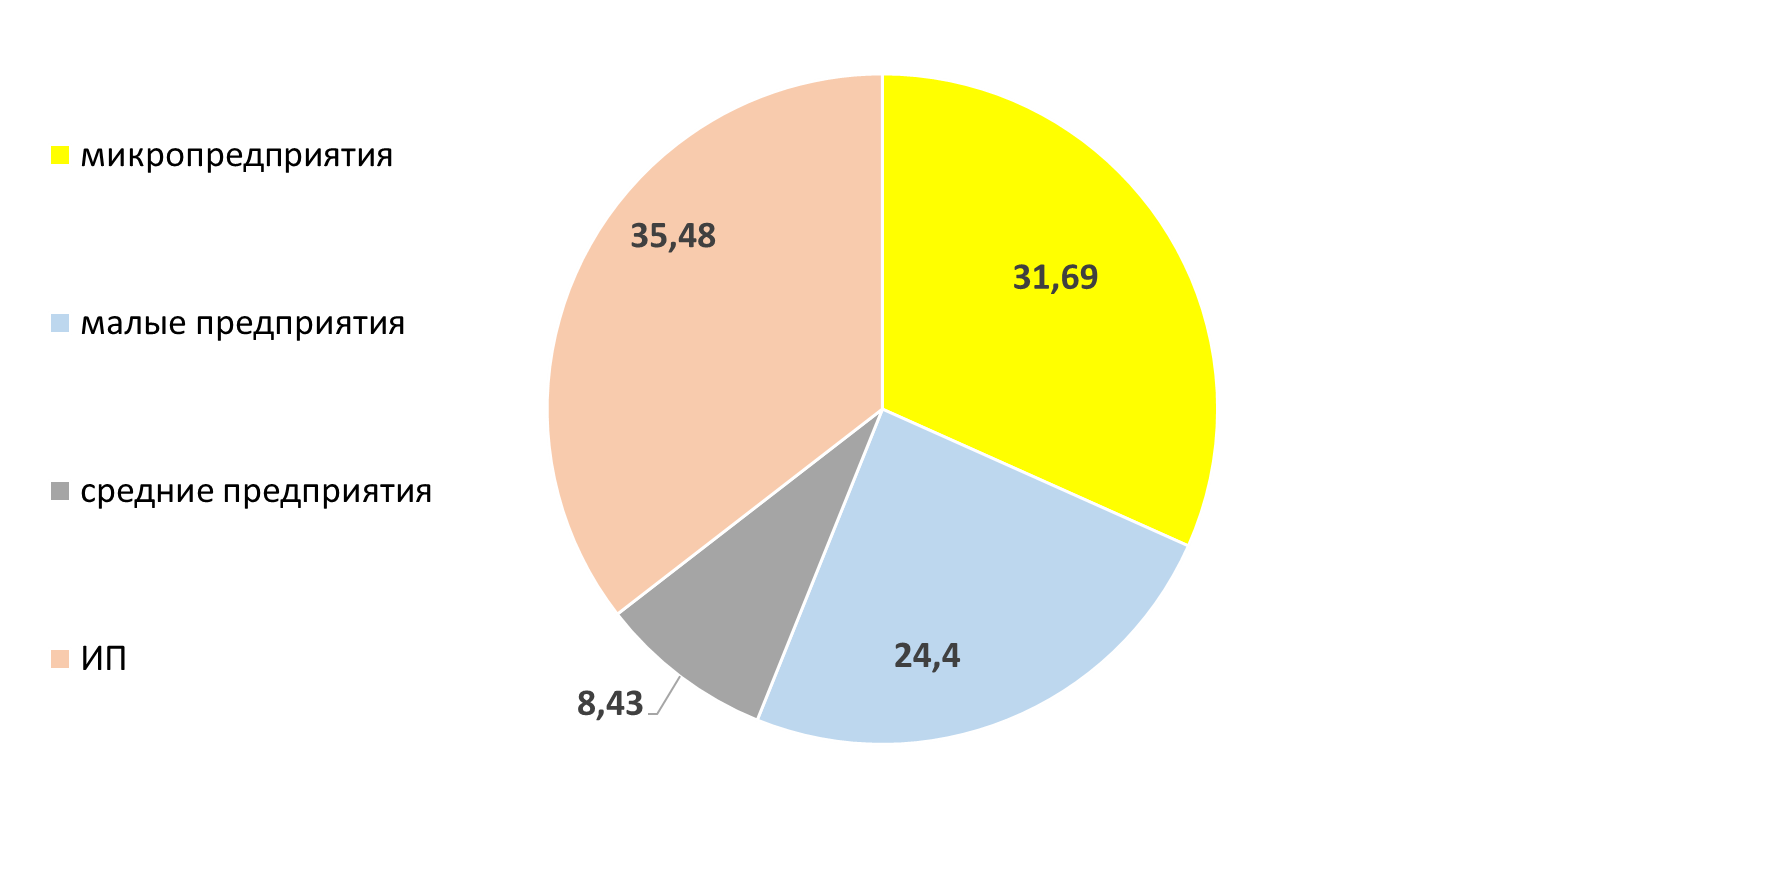 микропредприятия
малые предприятия
средние предприятия
ИП
35,48
31,69
24,4
8,43